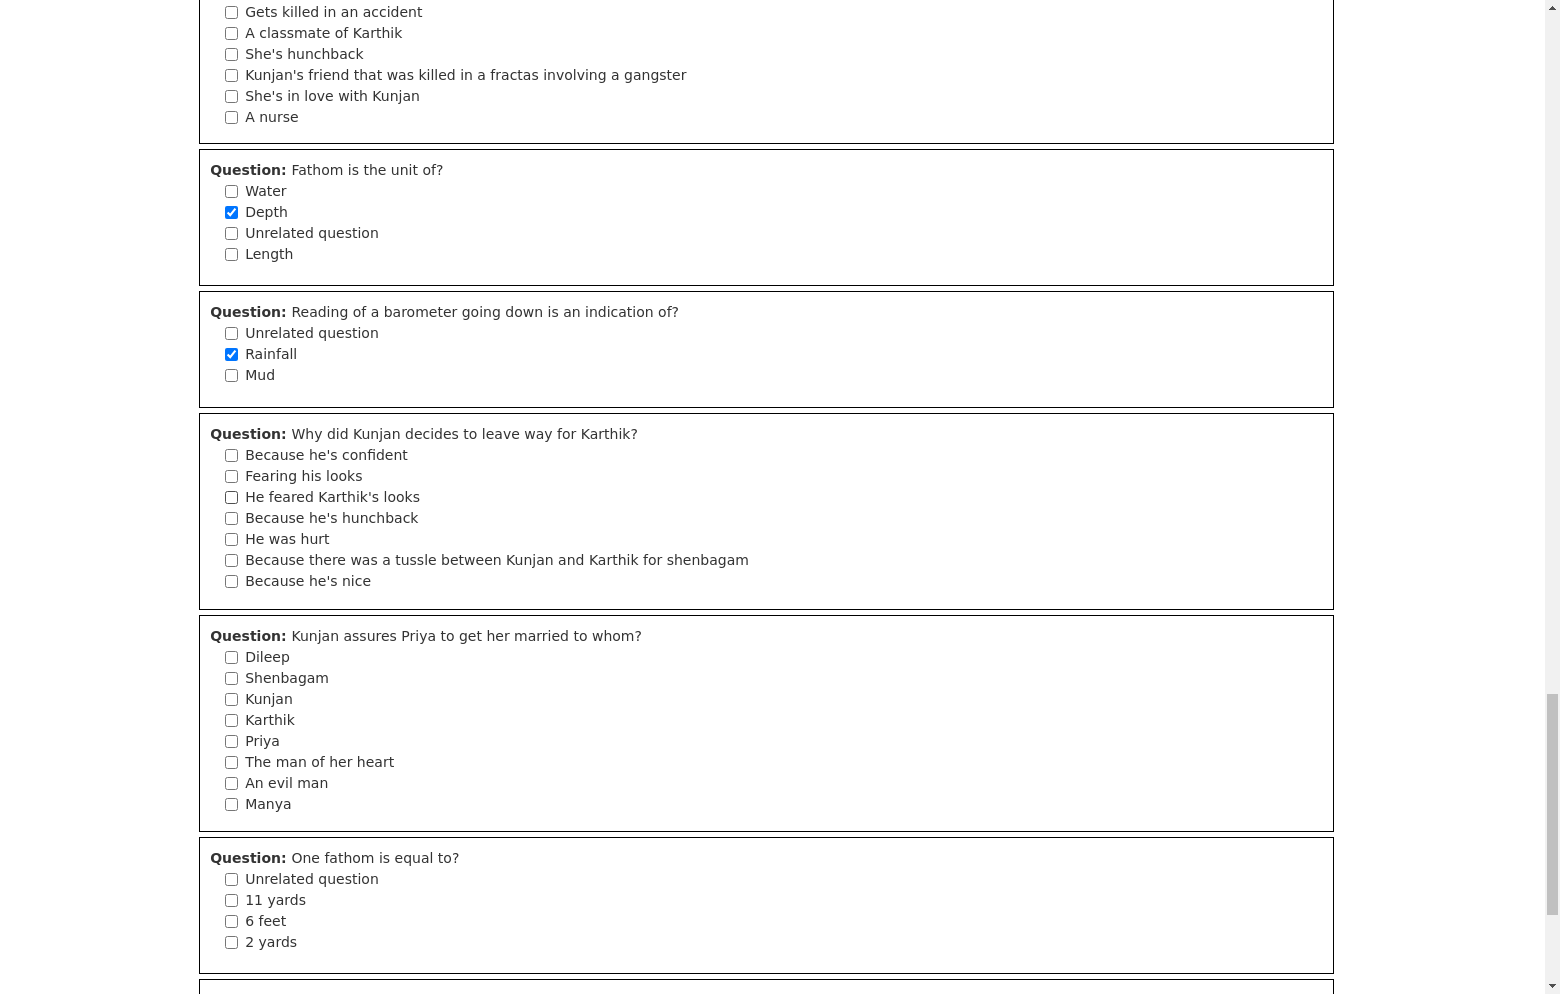 Gets killed in an accident
A classmate of Karthik
She's hunchback
Kunjan's friend that was killed in a fractas involving a gangster
She's in love with Kunjan
A nurse
Question: Fathom is the unit of?
Water
Depth
Unrelated question
Length
Question: Reading of a barometer going down is an indication of?
Unrelated question
Rainfall
Mud
Question: Why did Kunjan decides to leave way for Karthik?
Because he's confident
Fearing his looks
He feared Karthik's looks
Because he's hunchback
He was hurt
Because there was a tussle between Kunjan and Karthik for shenbagam
Because he's nice
Question: Kunjan assures Priya to get her married to whom?
Dileep
Shenbagam
Kunjan
Karthik
Priya
The man of her heart
An evil man
Manya
Question: One fathom is equal to?
Unrelated question
11 yards
6 feet
2 yards